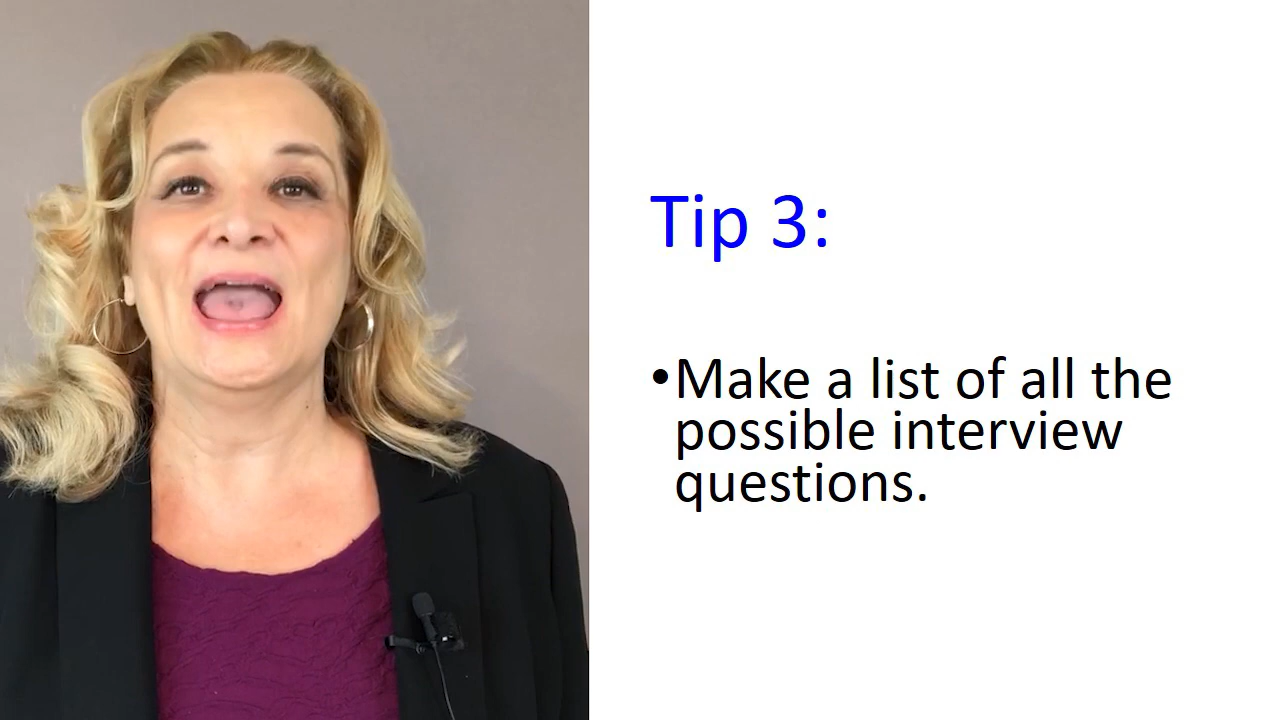 Tip 3:
•Make a list of all the
possible interview
questions.